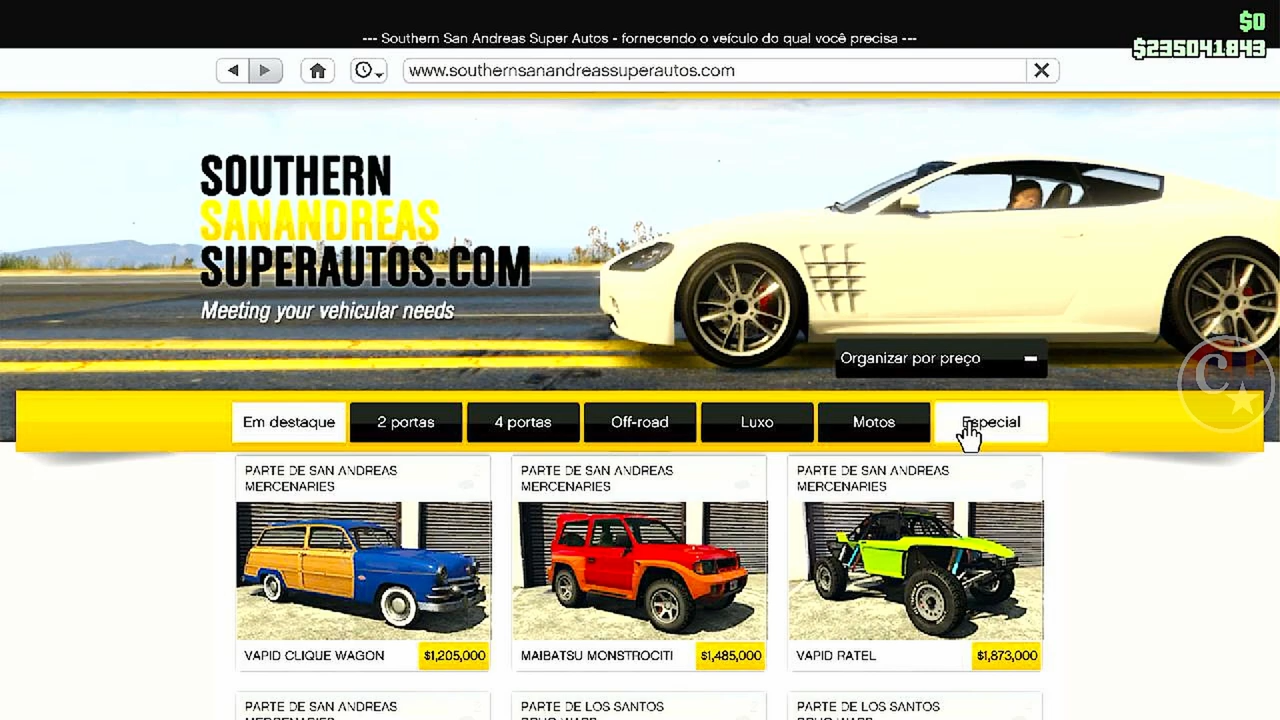 $0
--- Southern San Andreas Super Autos - fornecendo o veículo do qual você precisa ---
$235041843
www.southernsanandreassuperautos.com
SOUTHERN
SANANDREAS
SUPERAUTOS.COM
Meeting your vehicular needs
Organizar por preço
Em destaque
2 portas
4 portas
Off-road
Luxo
Motos
Especial
PARTE DE SAN ANDREAS
MERCENARIES
VAPID CLIQUE WAGON
$1,205,000
PARTE DE SAN ANDREAS
MERCENARIES
MAIBATSU MONSTROCITI
$1,485,000
PARTE DE SAN ANDREAS
MERCENARIES
VAPID RATEL
$1,873,000
PARTE DE SAN ANDREAS
PARTE DE LOS SANTOS
PARTE DE LOS SANTOS